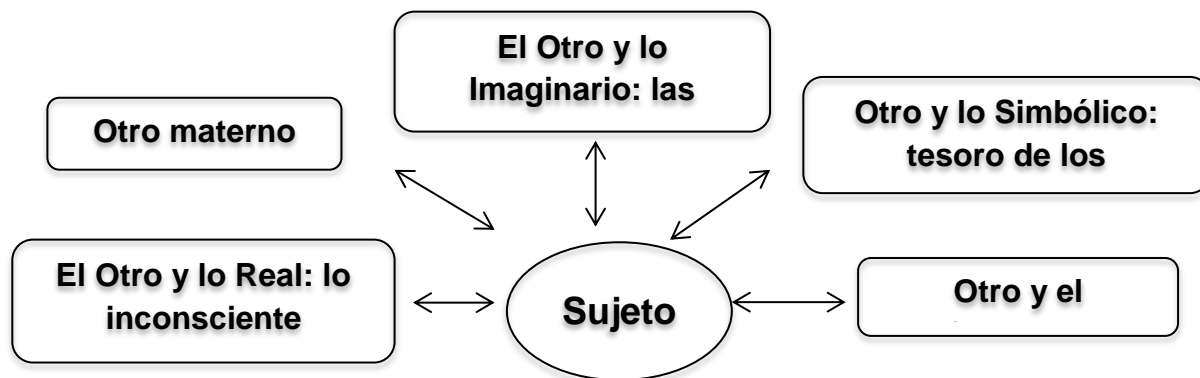 El Otro y lo
Imaginario: las
Otro materno
Otro y lo Simbólico:
tesoro de los
El Otro y lo Real: lo
inconsciente
Sujeto
Otro y el